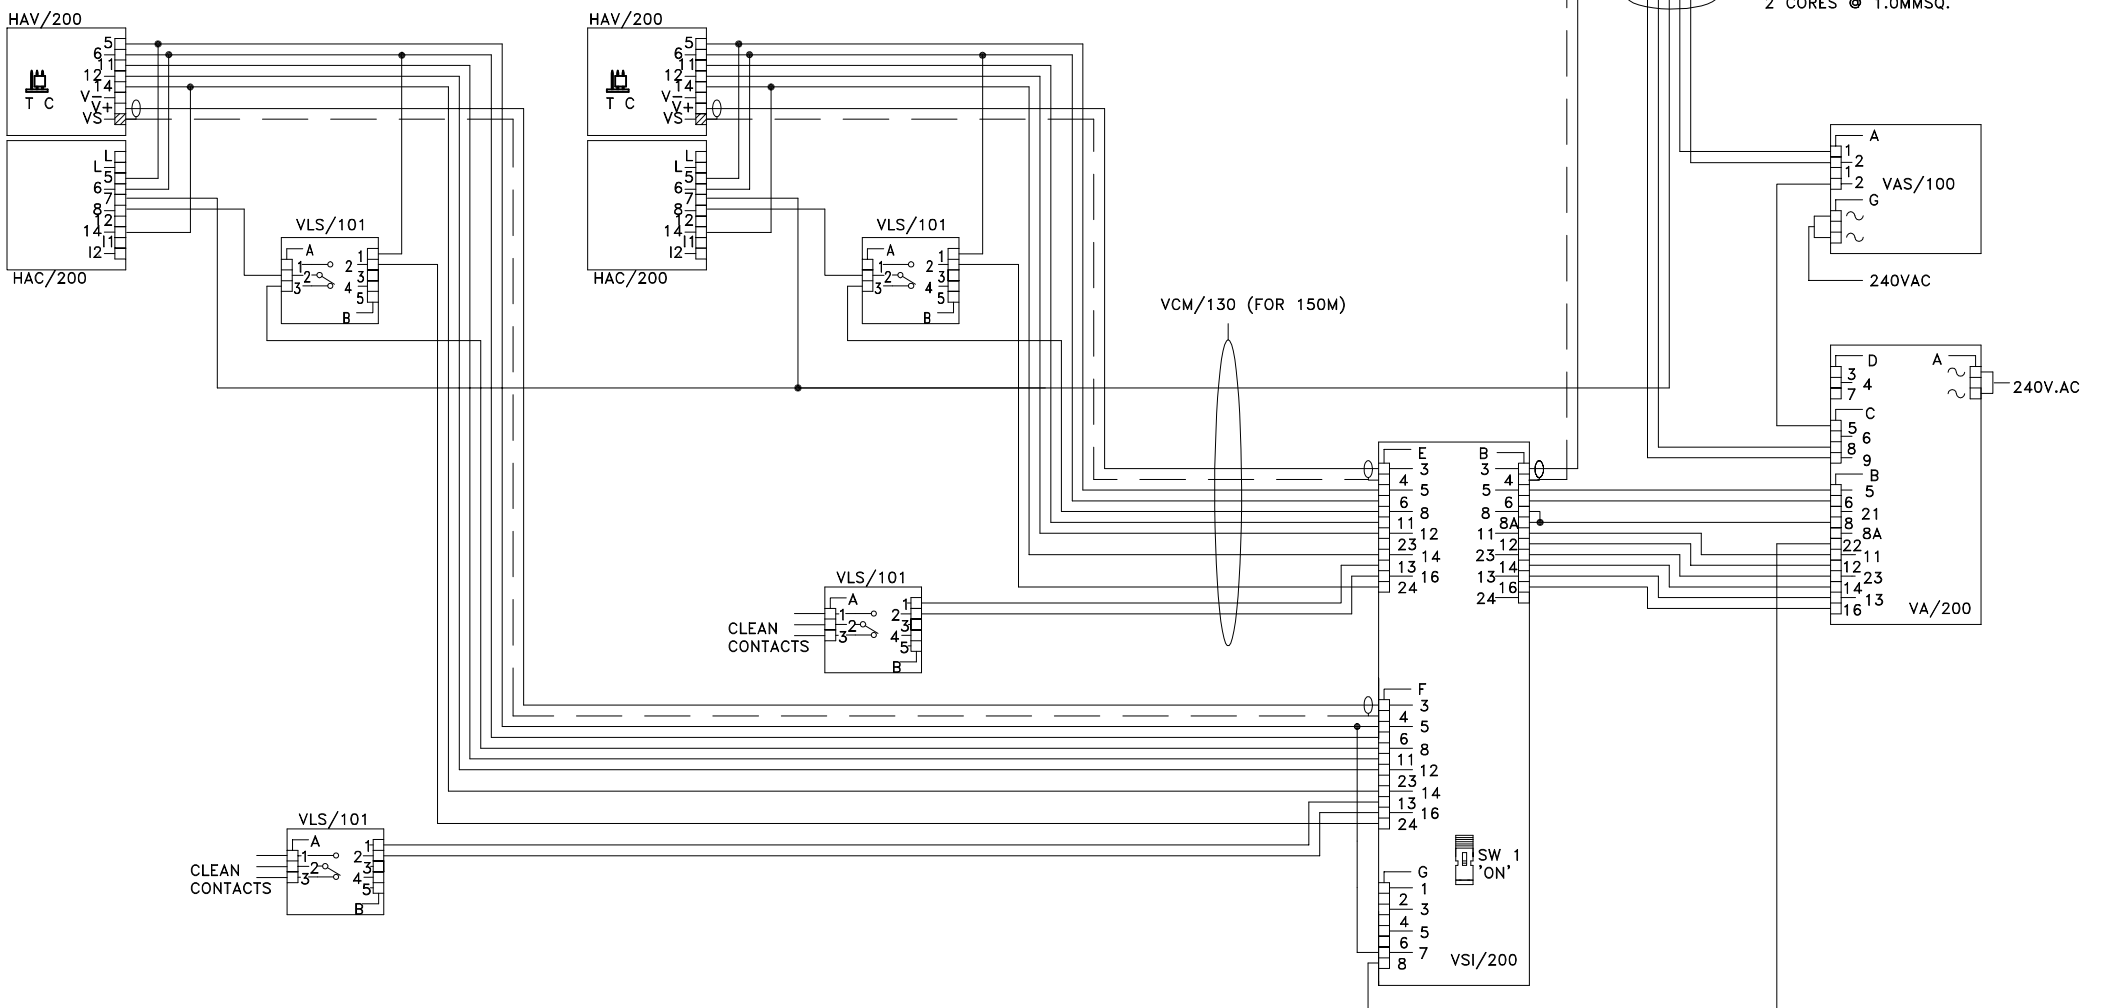 HAV/200
5
6
11
12
14
V-
V+
VS
T C
L
L
5
6
7
8
12
14
I1
I2
HAC/200
VLS/101
A
1
2
3
1
2
3
4
5
B
HAV/200
5
6
11
12
14
V-
V+
VS
T C
L
L
5
6
7
8
12
14
I1
I2
HAC/200
VLS/101
A
1
2
3
1
2
3
4
5
B
2 CORES @ 1.0MMSQ.
VCM/130 (FOR 150M)
A
1
2
1
2
VAS/100
G
240VAC
D
3
4
7
A
240V.AC
C
5
6
8
9
B
5
6
21
8
8A
22
11
12
23
14
13
16
VA/200
E
3
4
5
6
8
11
12
23
14
13
16
24
B
3
4
5
6
8
8A
11
12
23
14
13
16
24
VLS/101
A
1
2
3
1
2
3
4
5
B
CLEAN
CONTACTS
F
3
4
5
6
8
11
12
23
14
13
16
24
VLS/101
A
1
2
3
1
2
3
4
5
B
CLEAN
CONTACTS
SW 1
'ON'
G
1
2
3
4
5
6
7
8
VSI/200